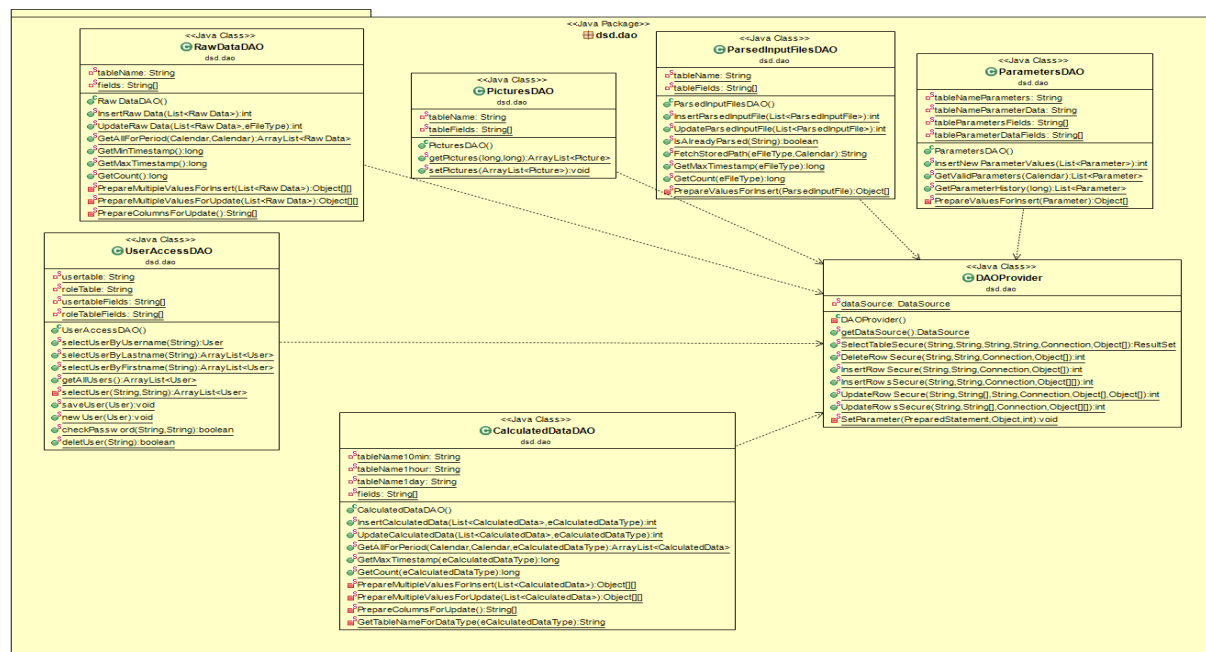 <<Java Package>>
dsd.dao
<<Java Class>>
RawDataDAO
dsd.dao
tableName: String
fields: String[]
RawDataDAO()
InsertRawData(List<RawData>):int
UpdateRawData(List<RawData>,eFileType):int
GetAllForPeriod(Calendar,Calendar):ArrayList<RawData>
GetMinTimestamp():long
GetMaxTimestamp():long
GetCount():long
PrepareMultipleValuesForInsert(List<RawData>):Object[][]
PrepareMultipleValuesForUpdate(List<RawData>):Object[][]
PrepareColumnsForUpdate():String[]
<<Java Class>>
PicturesDAO
dsd.dao
tableName: String
tableFields: String[]
PicturesDAO()
getPictures(long,long):ArrayList<Picture>
setPictures(ArrayList<Picture>):void
<<Java Class>>
ParsedInputFilesDAO
dsd.dao
tableName: String
tableFields: String[]
ParsedInputFilesDAO()
InsertParsedInputFile(List<ParsedInputFile>):int
UpdateParsedInputFile(List<ParsedInputFile>):int
IsAlreadyParsed(String):boolean
FetchStoredPath(eFileType,Calendar):String
GetMaxTimestamp(eFileType):long
GetCount(eFileType):long
PrepareValuesForInsert(ParsedInputFile):Object[]
<<Java Class>>
ParametersDAO
dsd.dao
tableNameParameters: String
tableNameParameterData: String
tableParametersFields: String[]
tableParameterDataFields: String[]
ParametersDAO()
InsertNewParameterValues(List<Parameter>):int
GetValidParameters(Calendar):List<Parameter>
GetParameterHistory(long):List<Parameter>
PrepareValuesForInsert(Parameter):Object[]
<<Java Class>>
UserAccessDAO
dsd.dao
usertable: String
roleTable: String
usertableFields: String[]
roleTableFields: String[]
UserAccessDAO()
selectUserByUsername(String):User
selectUserByLastname(String):ArrayList<User>
selectUserByFirstname(String):ArrayList<User>
getAllUsers():ArrayList<User>
selectUser(String,String):ArrayList<User>
saveUser(User):void
newUser(User):void
checkPassword(String,String):boolean
deletUser(String):boolean
<<Java Class>>
DAOProvider
dsd.dao
dataSource: DataSource
DAOProvider()
getDataSource():DataSource
SelectTableSecure(String,String,String,String,Connection,Object[]):ResultSet
DeleteRowSecure(String,String,Connection,Object[]):int
InsertRowSecure(String,String,Connection,Object[]):int
InsertRowsSecure(String,String,Connection,Object[][]):int
UpdateRowSecure(String,String[],String,Connection,Object[],Object[]):int
UpdateRowsSecure(String,String[],Connection,Object[][]):int
SetParameter(PreparedStatement,Object,int):void
<<Java Class>>
CalculatedDataDAO
dsd.dao
tableName10min: String
tableName1hour: String
tableName1day: String
fields: String[]
CalculatedDataDAO()
InsertCalculatedData(List<CalculatedData>,eCalculatedDataType):int
UpdateCalculatedData(List<CalculatedData>,eCalculatedDataType):int
GetAllForPeriod(Calendar,Calendar,eCalculatedDataType):ArrayList<CalculatedData>
GetMaxTimestamp(eCalculatedDataType):long
GetCount(eCalculatedDataType):long
PrepareMultipleValuesForInsert(List<CalculatedData>):Object[][]
PrepareMultipleValuesForUpdate(List<CalculatedData>):Object[][]
PrepareColumnsForUpdate():String[]
GetTableNameForDataType(eCalculatedDataType):String